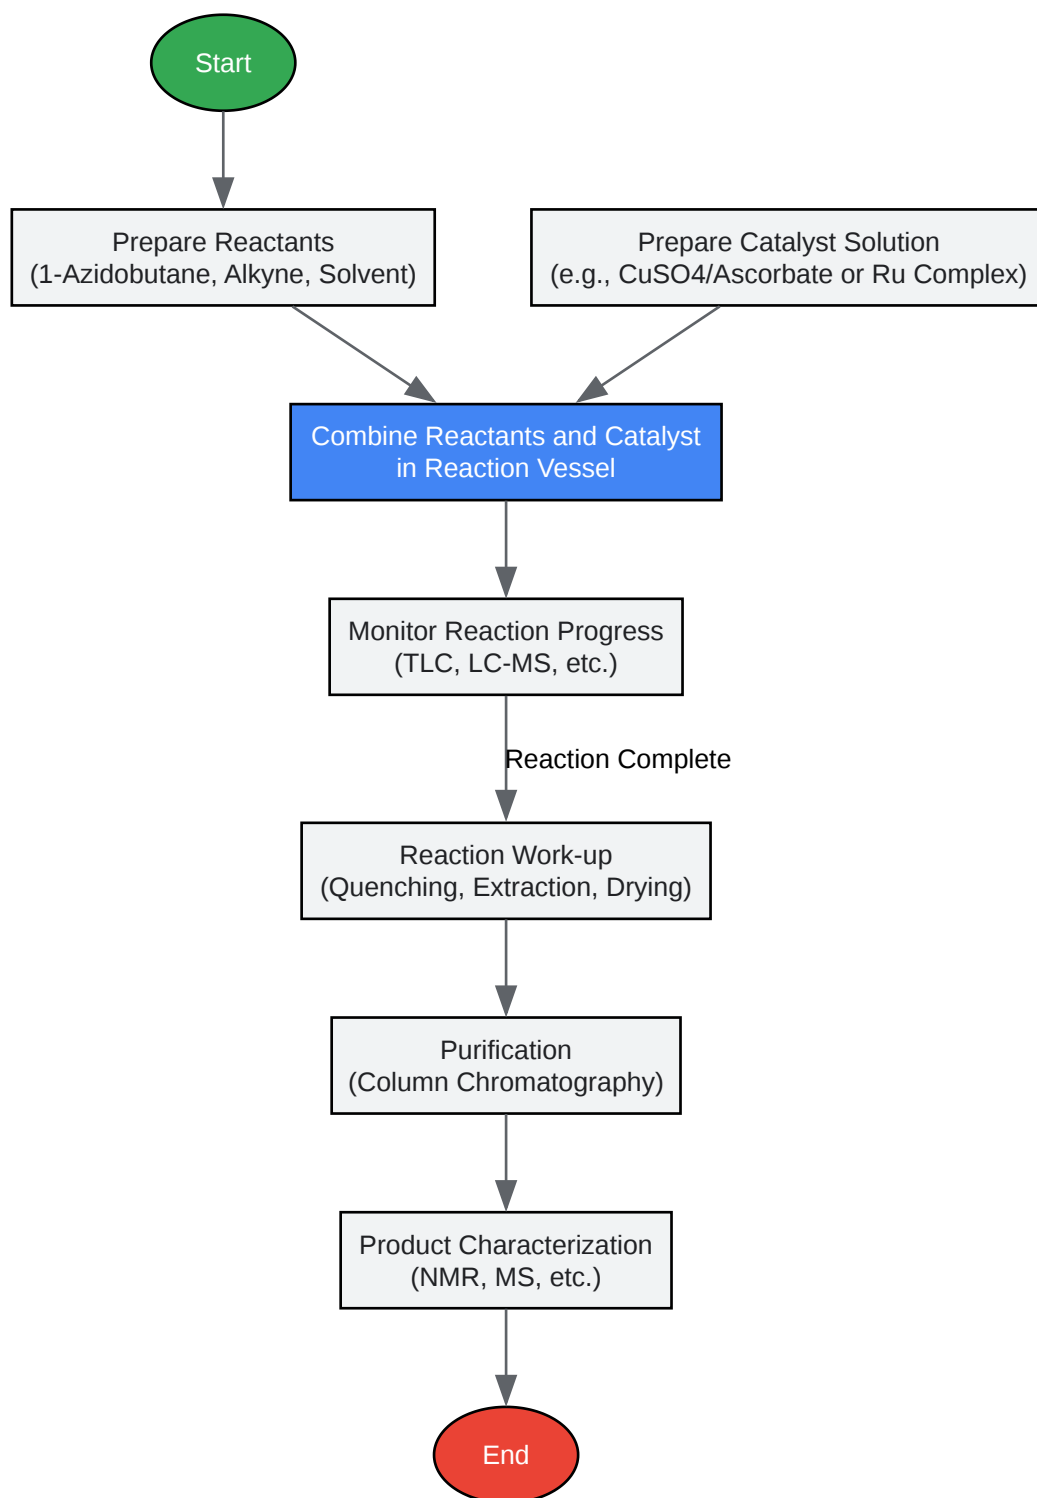 Start
Prepare Reactants
(1-Azidobutane, Alkyne, Solvent)
Prepare Catalyst Solution
(e.g., CuSO4/Ascorbate or Ru Complex)
Combine Reactants and Catalyst
in Reaction Vessel
Monitor Reaction Progress
(TLC, LC-MS, etc.)
Reaction Complete
Reaction Work-up
(Quenching, Extraction, Drying)
Purification
(Column Chromatography)
Product Characterization
(NMR, MS, etc.)
End